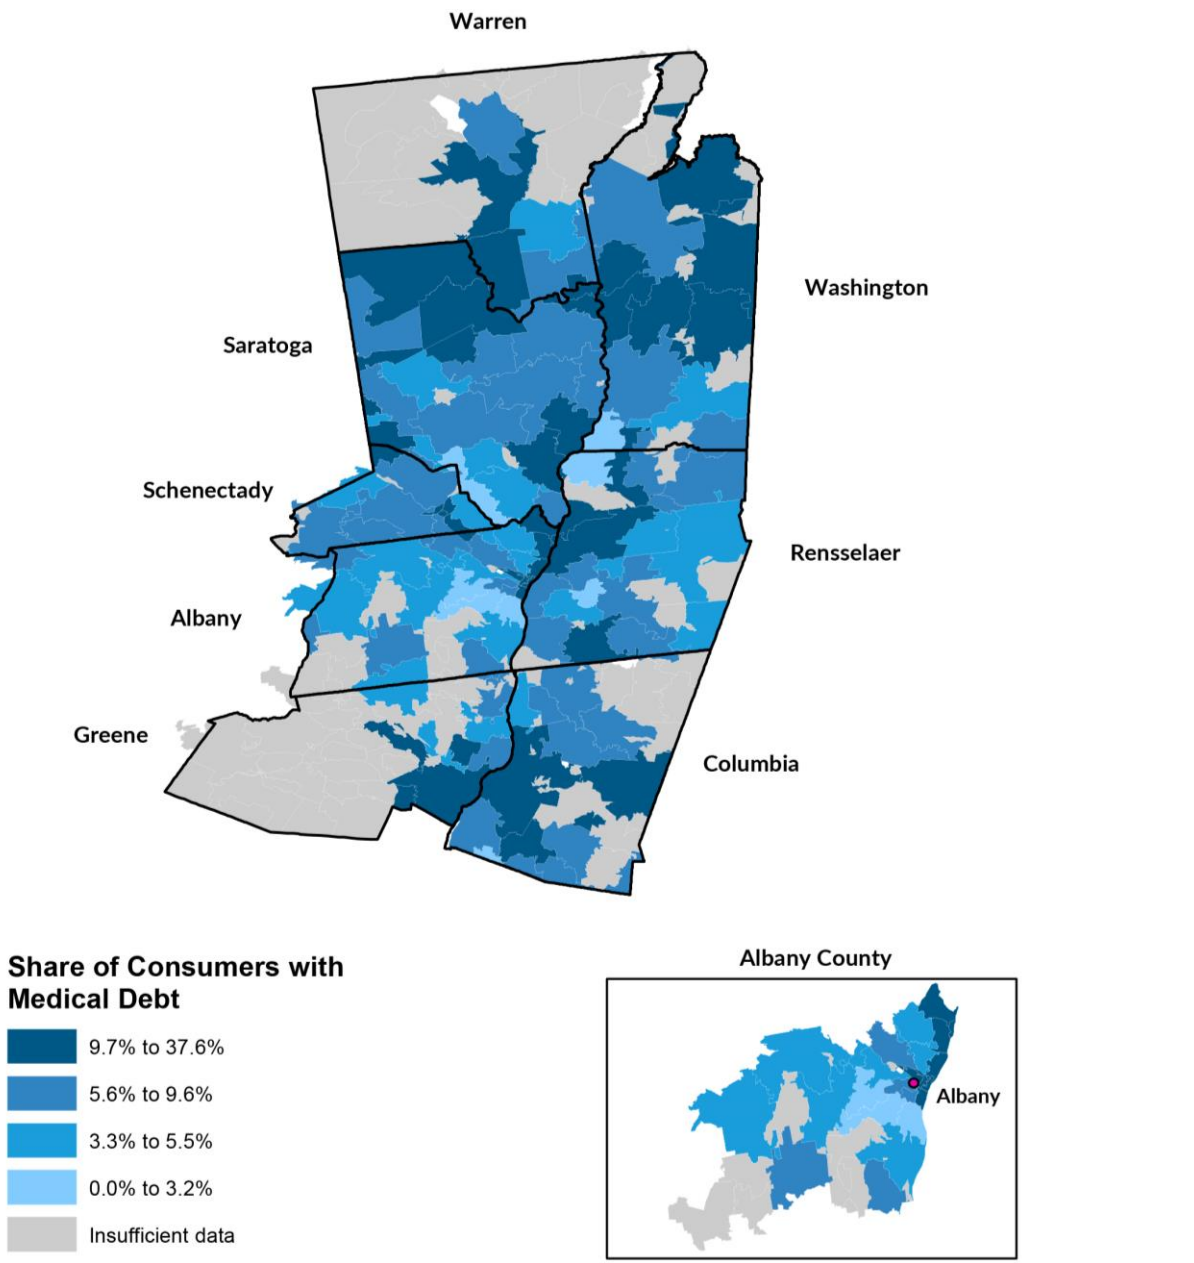 Warren
Washington
Saratoga
Schenectady
Rensselaer
Albany
Greene
Columbia
Share of Consumers with
Medical Debt
9.7% to 37.6%
5.6% to 9.6%
3.3% to 5.5%
0.0% to 3.2%
Insufficient data
Albany County
Albany